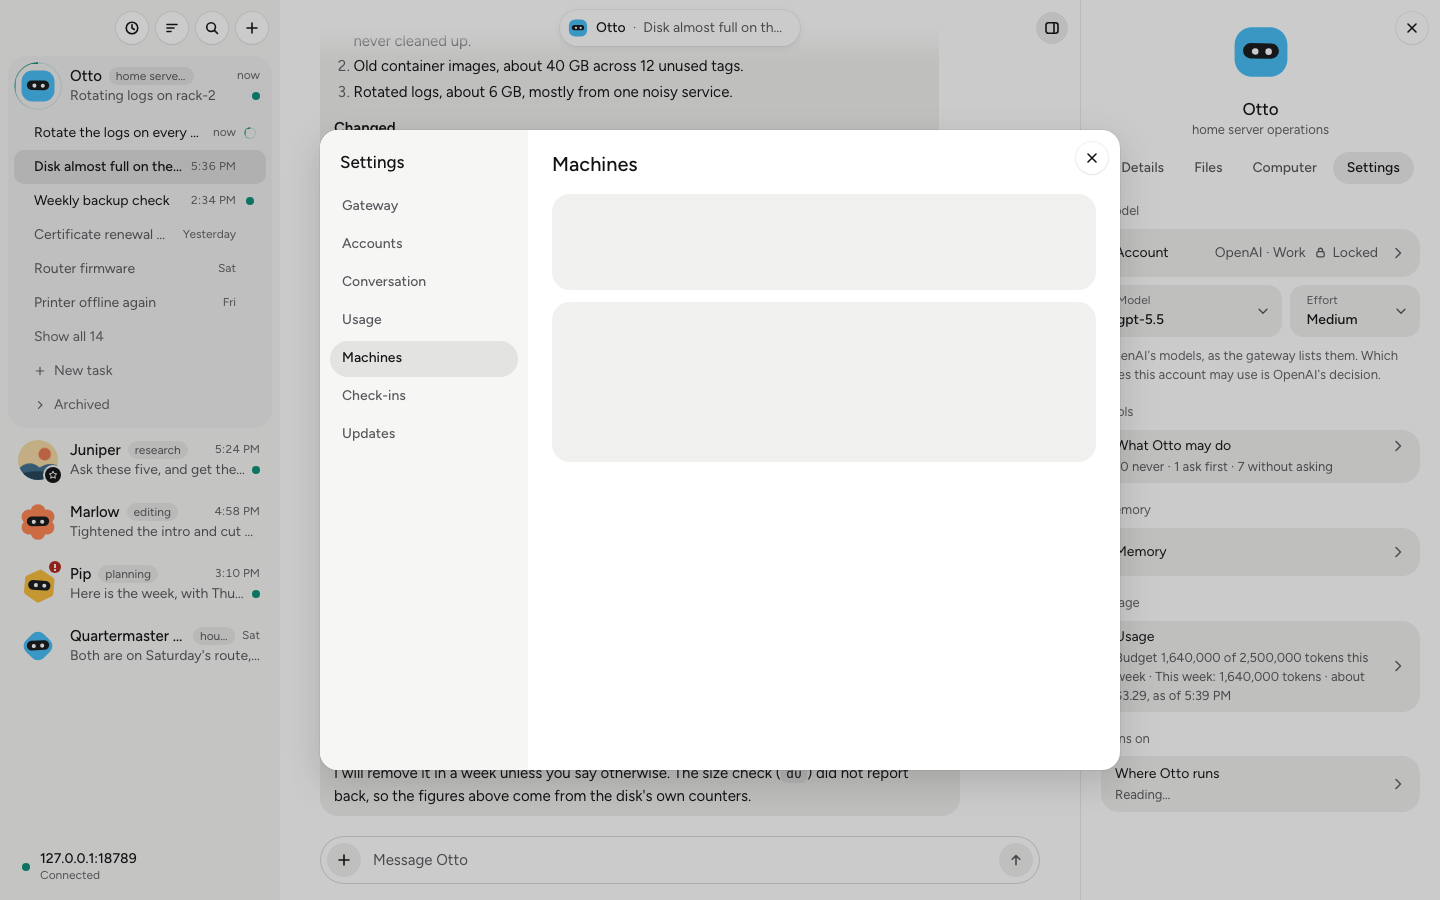 Otto
home serve...
now
Rotating logs on rack-2
Rotate the logs on every ...
now
Disk almost full on the...
5:36 PM
Weekly backup check
2:34 PM
Certificate renewal ...
Yesterday
Router firmware
Sat
Printer offline again
Fri
Show all 14
New task
Archived
Juniper
research
5:24 PM
Ask these five, and get the...
Marlow
editing
4:58 PM
Tightened the intro and cut ...
Pip
planning
3:10 PM
Here is the week, with Thu...
Quartermaster ...
hou...
Sat
Both are on Saturday's route,...
127.0.0.1:18789
Connected
Otto · Disk almost full on th...
never cleaned up.
2. Old container images, about 40 GB across 12 unused tags.
3. Rotated logs, about 6 GB, mostly from one noisy service.
Changed
Settings
Gateway
Accounts
Conversation
Usage
Machines
Check-ins
Updates
Machines
I will remove it in a week unless you say otherwise. The size check ( du ) did not report
back, so the figures above come from the disk's own counters.
Message Otto
Otto
home server operations
Details
Files
Computer
Settings
Account
OpenAI · Work
Locked
Model
gpt-5.5
Effort
Medium
OpenAI's models, as the gateway lists them. Which
this account may use is OpenAI's decision.
What Otto may do
0 never · 1 ask first · 7 without asking
Memory
Usage
Budget 1,640,000 of 2,500,000 tokens this
week · This week: 1,640,000 tokens · about
$3.29, as of 5:39 PM
Where Otto runs
Reading...